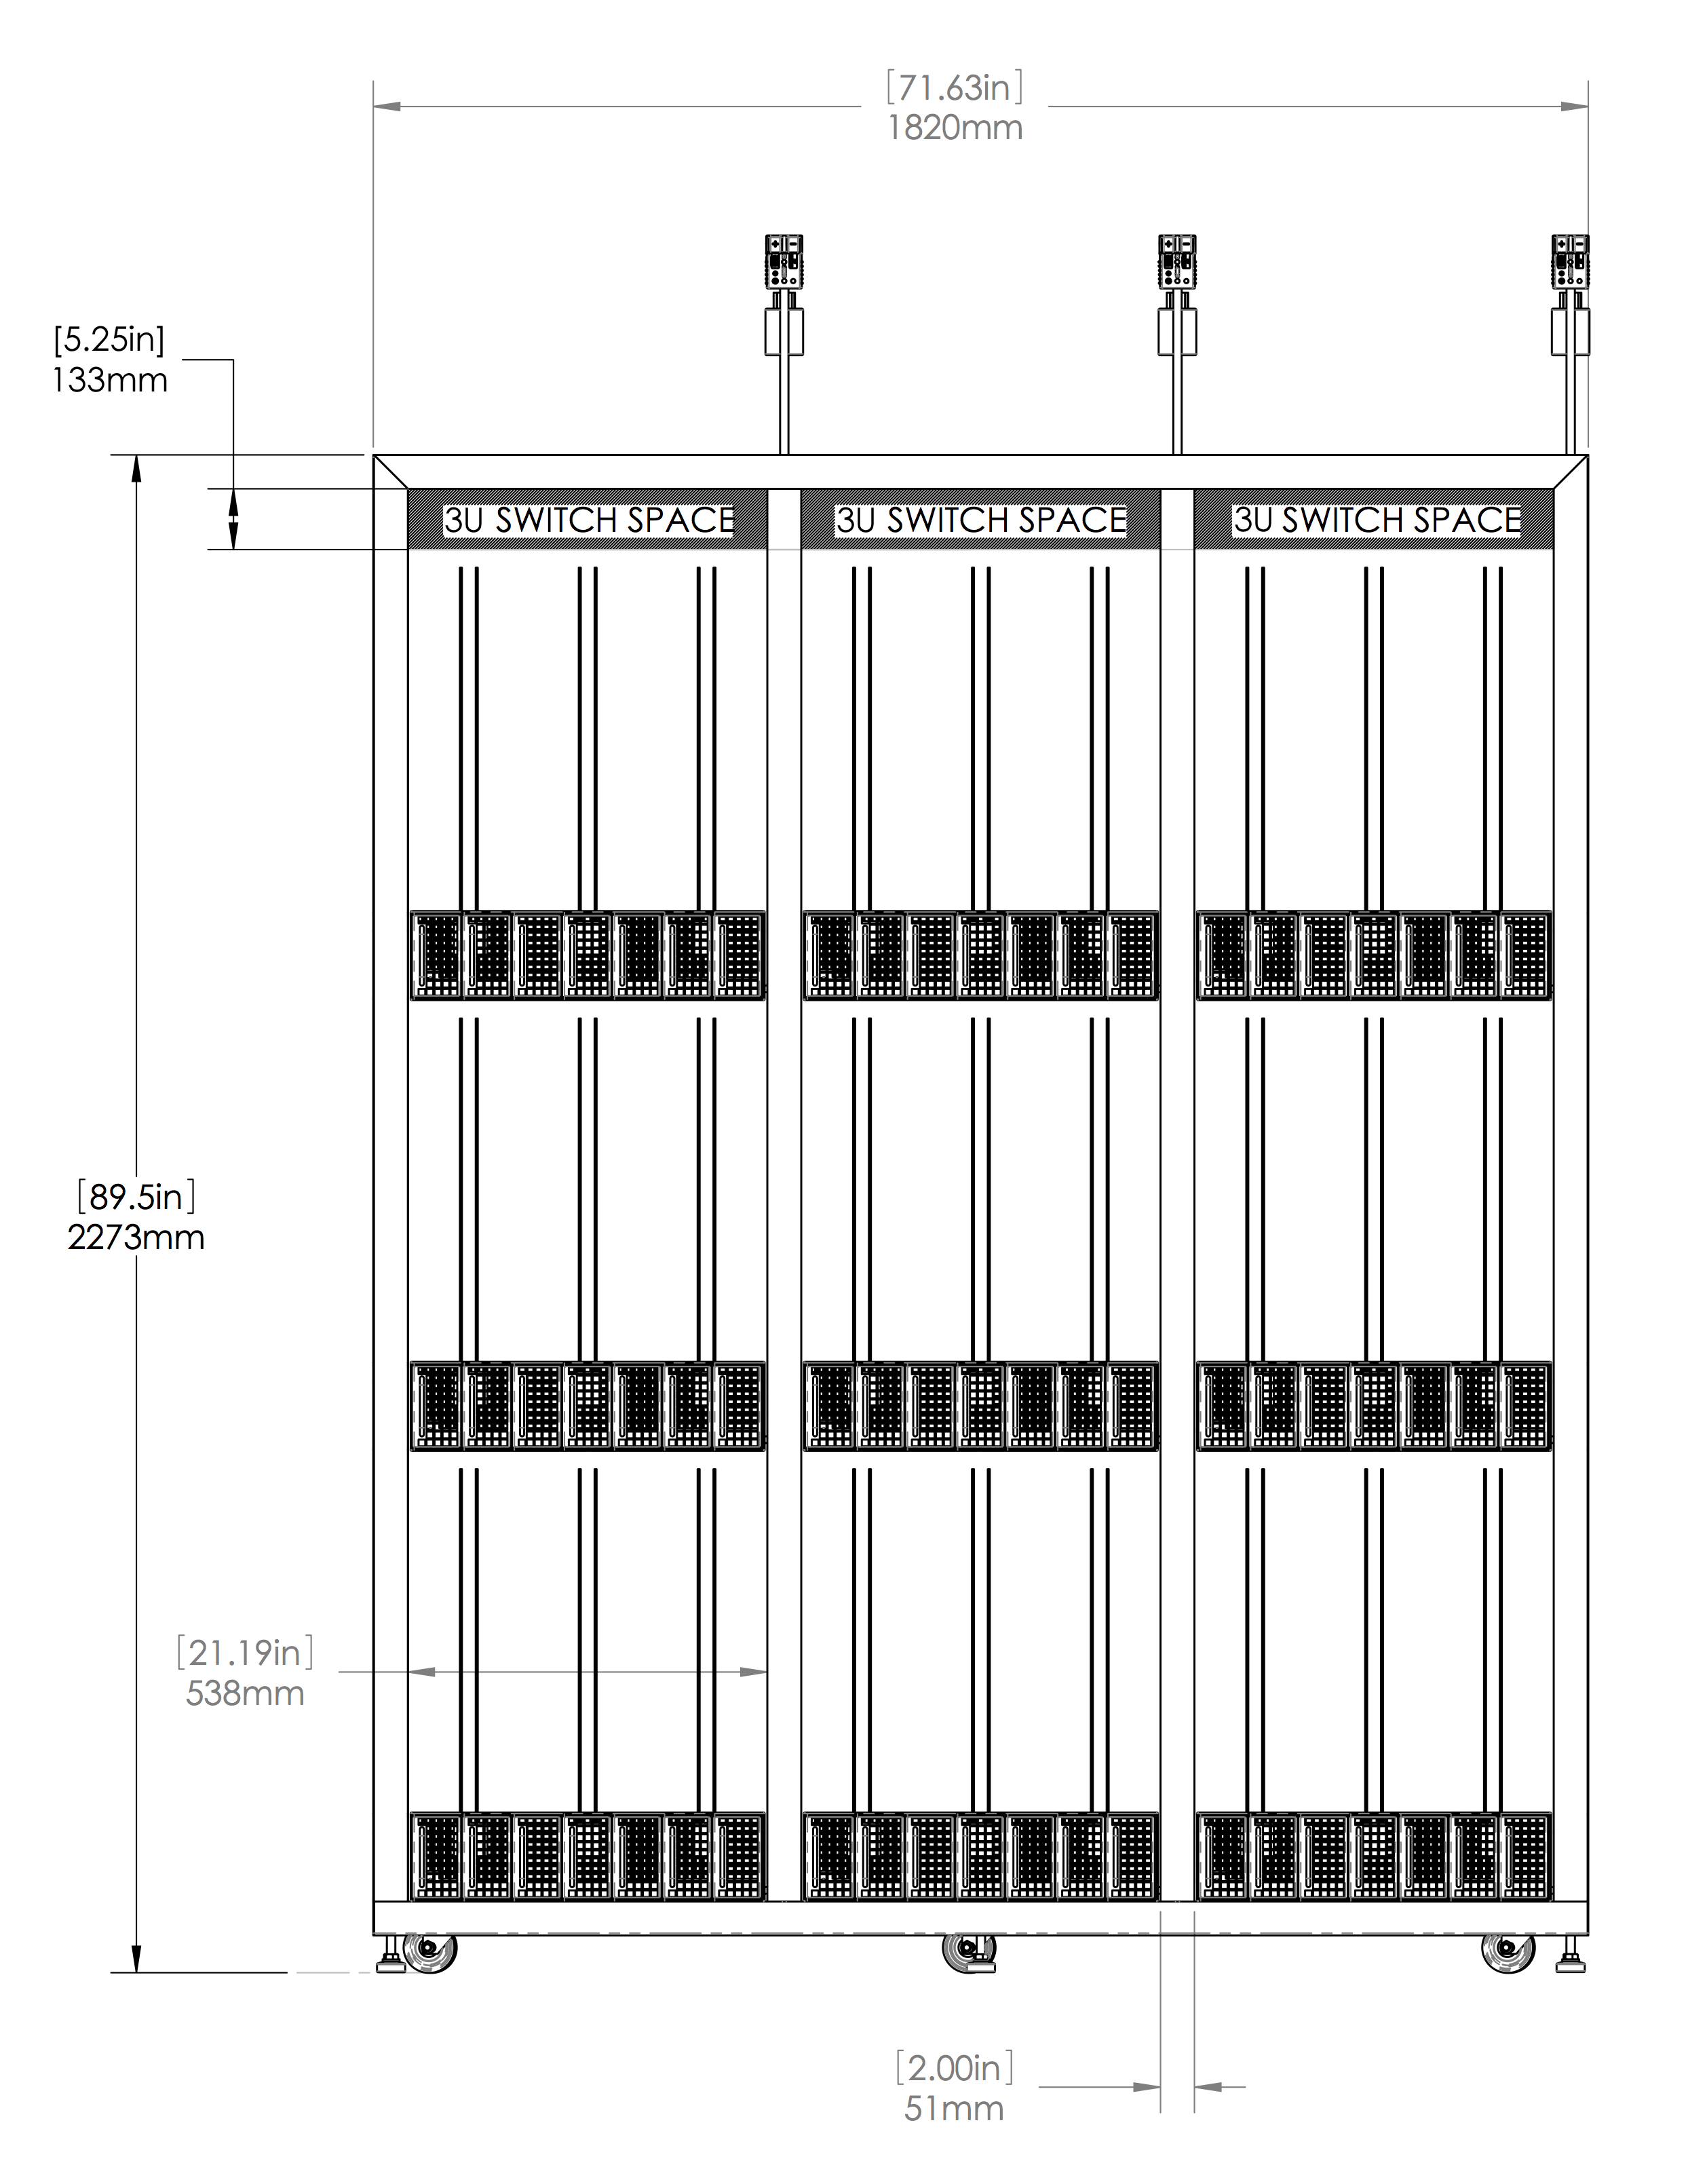 [71.63in]
1820mm
[5.25in]
133mm
3U SWITCH SPACE
3U SWITCH SPACE
3U SWITCH SPACE
[89.5in]
2273mm
[21.19in]
538mm
[2.00in]
51mm